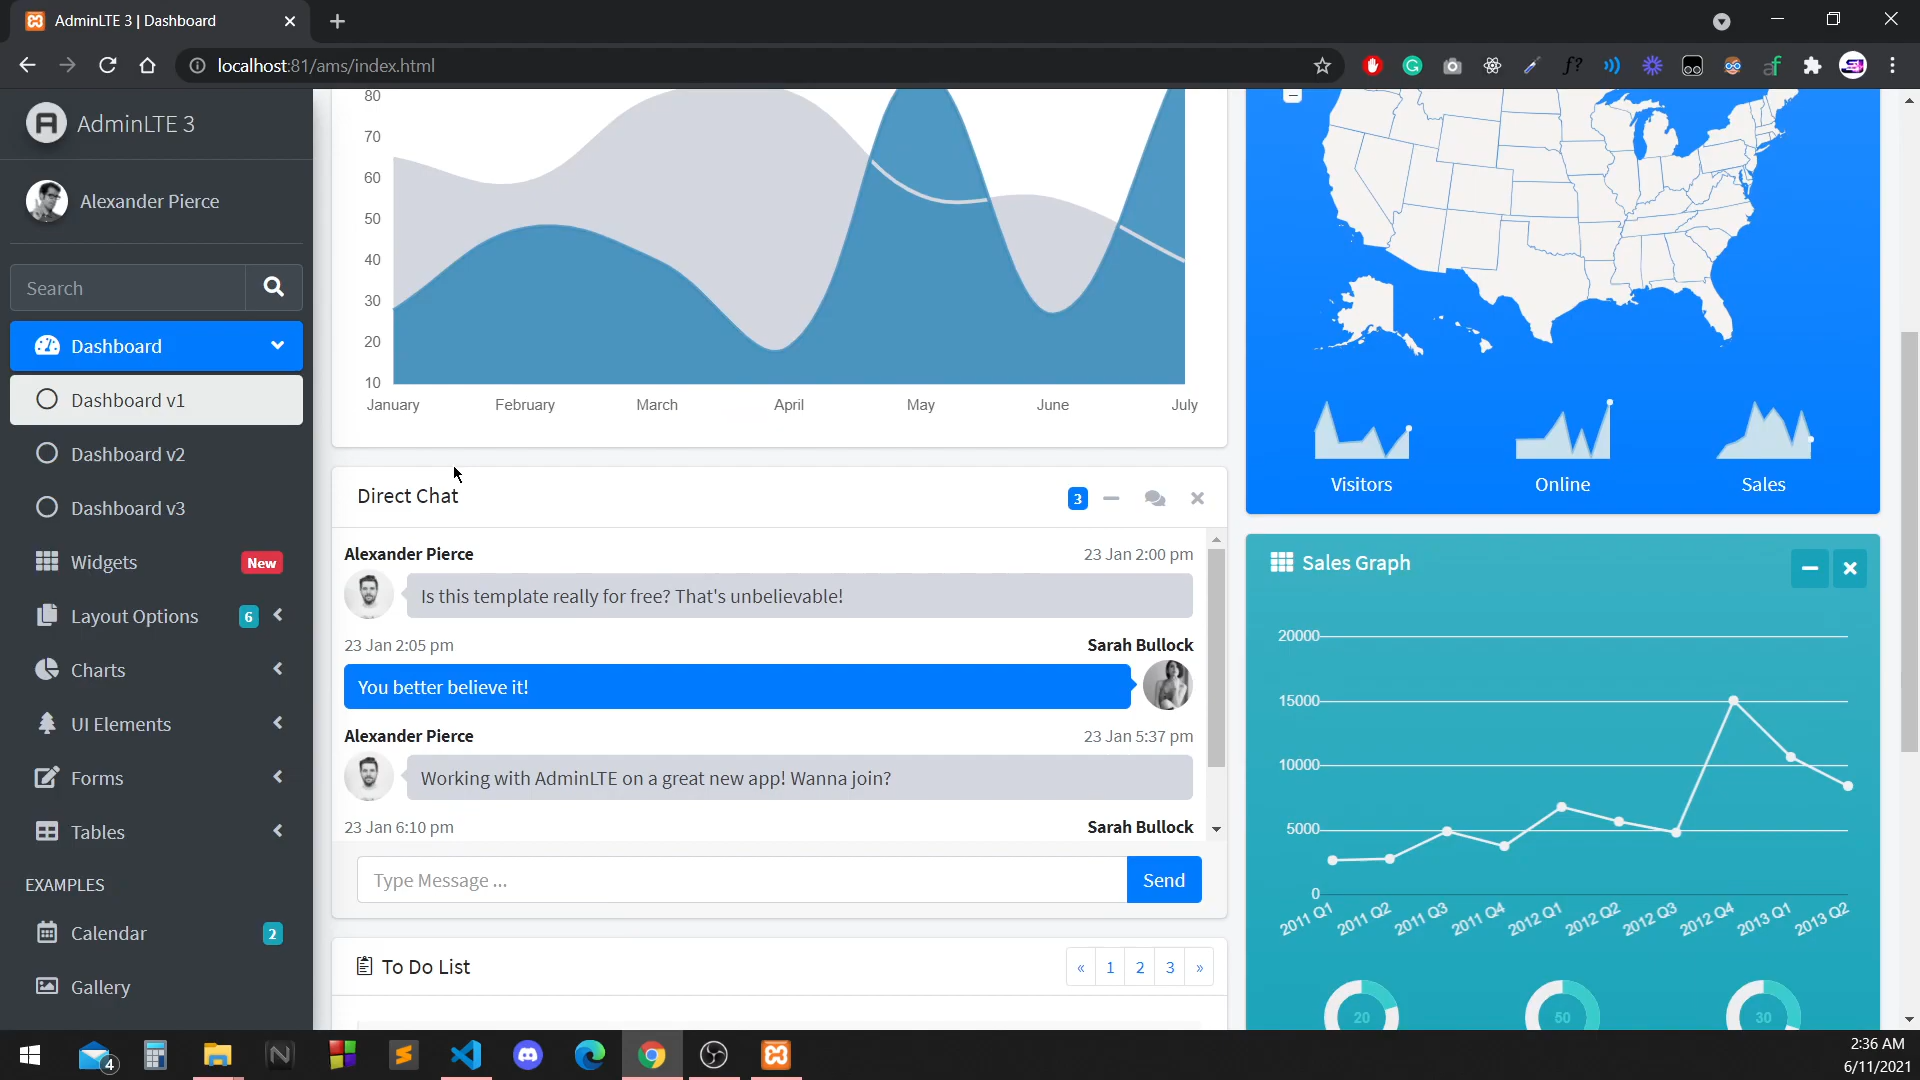 AdminLTE 3 | Dashboard
localhost:81/ams/index.html
AdminLTE 3
Alexander Pierce
Search
Dashboard
Dashboard v1
Dashboard v2
Dashboard v3
Widgets New
Layout Options 6
Charts
UI Elements
Forms
Tables
EXAMPLES
Calendar 2
Gallery
80
70
60
50
40
30
20
10
January February March April May June July
Direct Chat 3
Alexander Pierce 23 Jan 2:00 pm
Is this template really for free? That's unbelievable!
23 Jan 2:05 pm Sarah Bullock
You better believe it!
Alexander Pierce 23 Jan 5:37 pm
Working with AdminLTE on a great new app! Wanna join?
23 Jan 6:10 pm Sarah Bullock
Type Message ... Send
To Do List « 1 2 3 »
Visitors Online Sales
Sales Graph
20000
15000
10000
5000
0
2011 Q1 2011 Q2 2011 Q3 2011 Q4 2012 Q1 2012 Q2 2012 Q3 2012 Q4 2013 Q1 2013 Q2
20 50 30
4
2:36 AM
6/11/2021